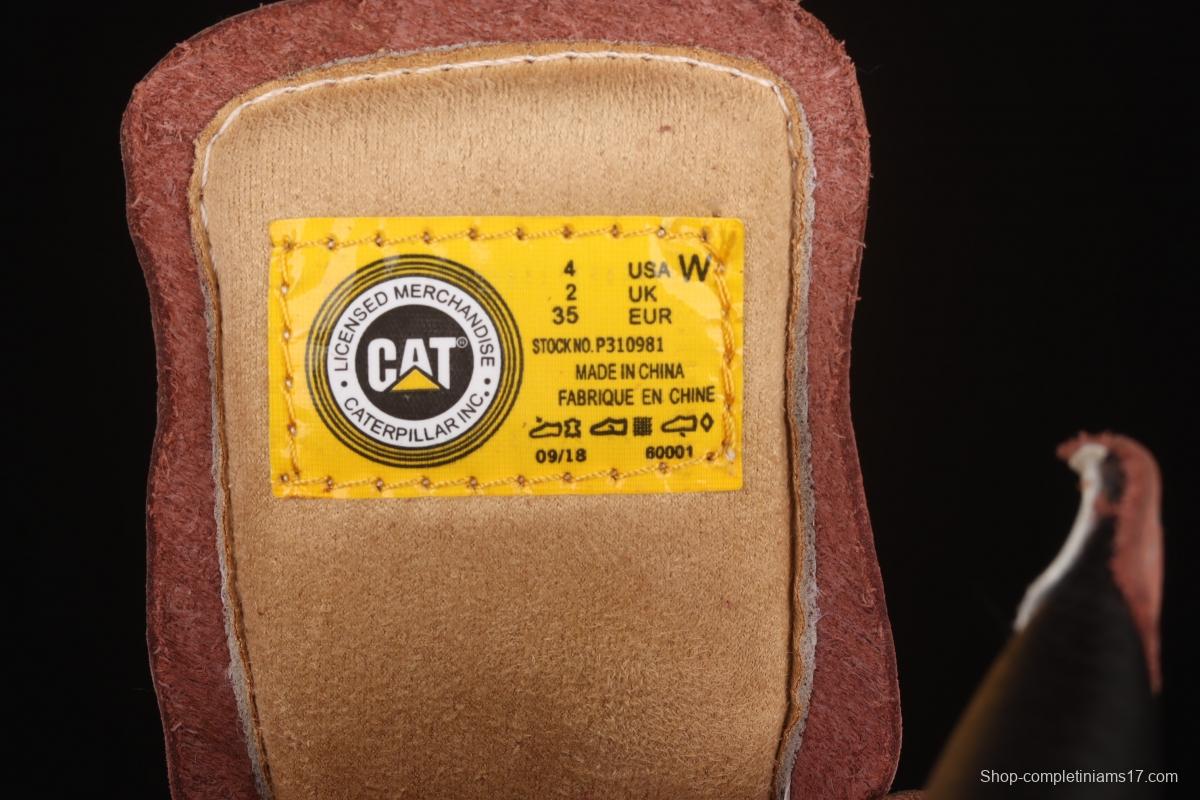 LICENSED MERCHANDISE
CAT®
CATERPILLAR INC.
4 USA W
2 UK
35 EUR
STOCK NO. P310981
MADE IN CHINA
FABRIQUE EN CHINE
09/18 60001
Shop-completiniams17.com